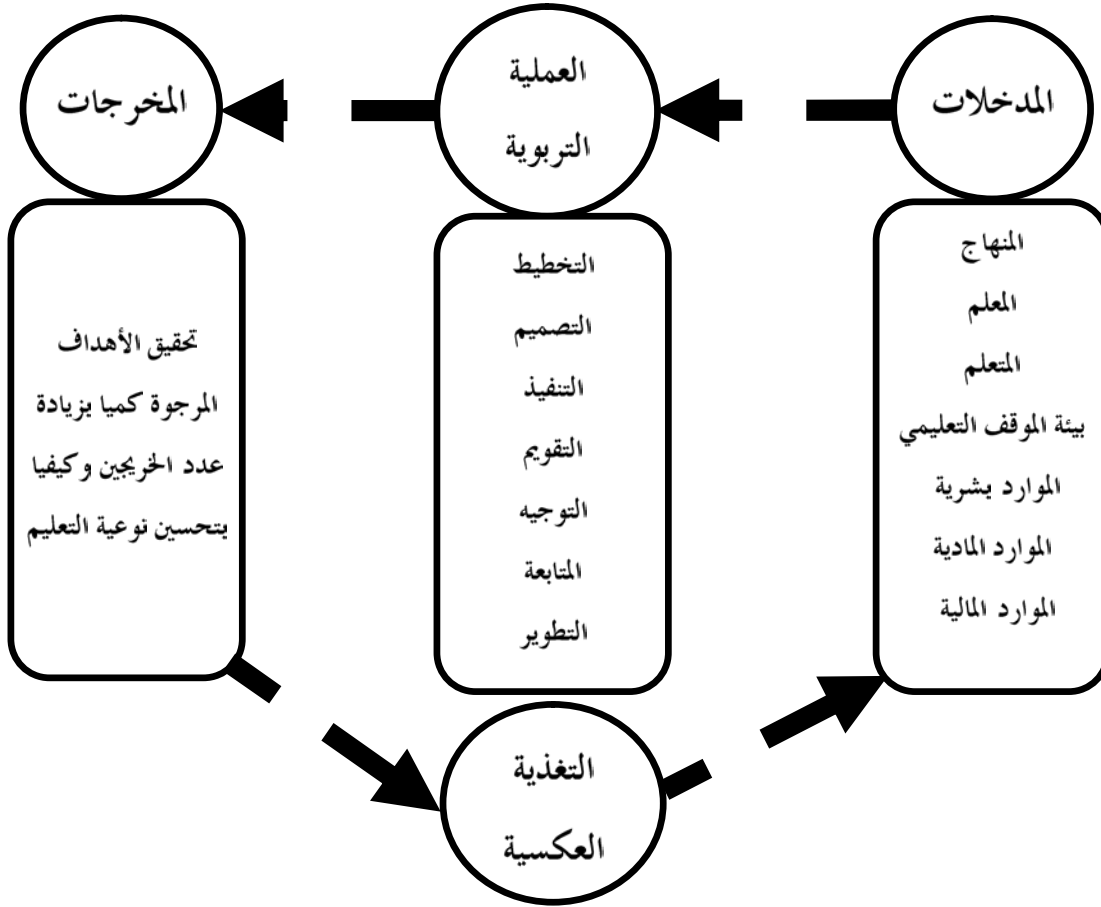 المدخلات
المنهاج
المعلم
المتعلم
بيئة الموقف التعليمي
الموارد بشرية
الموارد المادية
الموارد المالية
العملية
التربوية
التخطيط
التصميم
التنفيذ
التقويم
التوجيه
المتابعة
التطوير
المخرجات
تحقيق الأهداف
المرجوة كميا بزيادة
عدد الخريجين وكيفيا
بتحسين نوعية التعليم
التغذية
العكسية